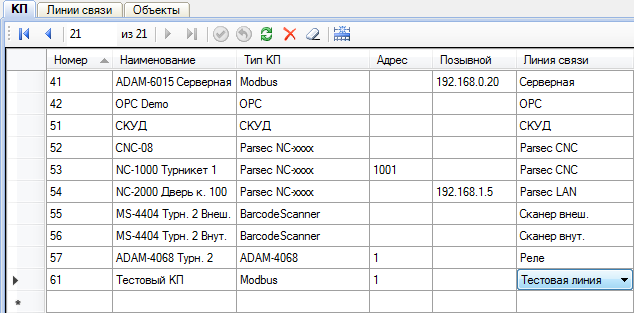 КП Линии связи Объекты
21 из 21
Номер Наименование Тип КП Адрес Позывной Линия связи
41 ADAM-6015 Серверная Modbus 192.168.0.20 Серверная
42 OPC Demo OPC OPC
51 СКУД СКУД СКУД
52 CNC-08 Parsec NC-xxxx Parsec CNC
53 NC-1000 Турникет 1 Parsec NC-xxxx 1001 Parsec CNC
54 NC-2000 Дверь к. 100 Parsec NC-xxxx 192.168.1.5 Parsec LAN
55 MS-4404 Турн. 2 Внеш. BarcodeScanner Сканер внеш.
56 MS-4404 Турн. 2 Внут. BarcodeScanner Сканер внут.
57 ADAM-4068 Турн. 2 ADAM-4068 1 Реле
61 Тестовый КП Modbus 1 Тестовая линия